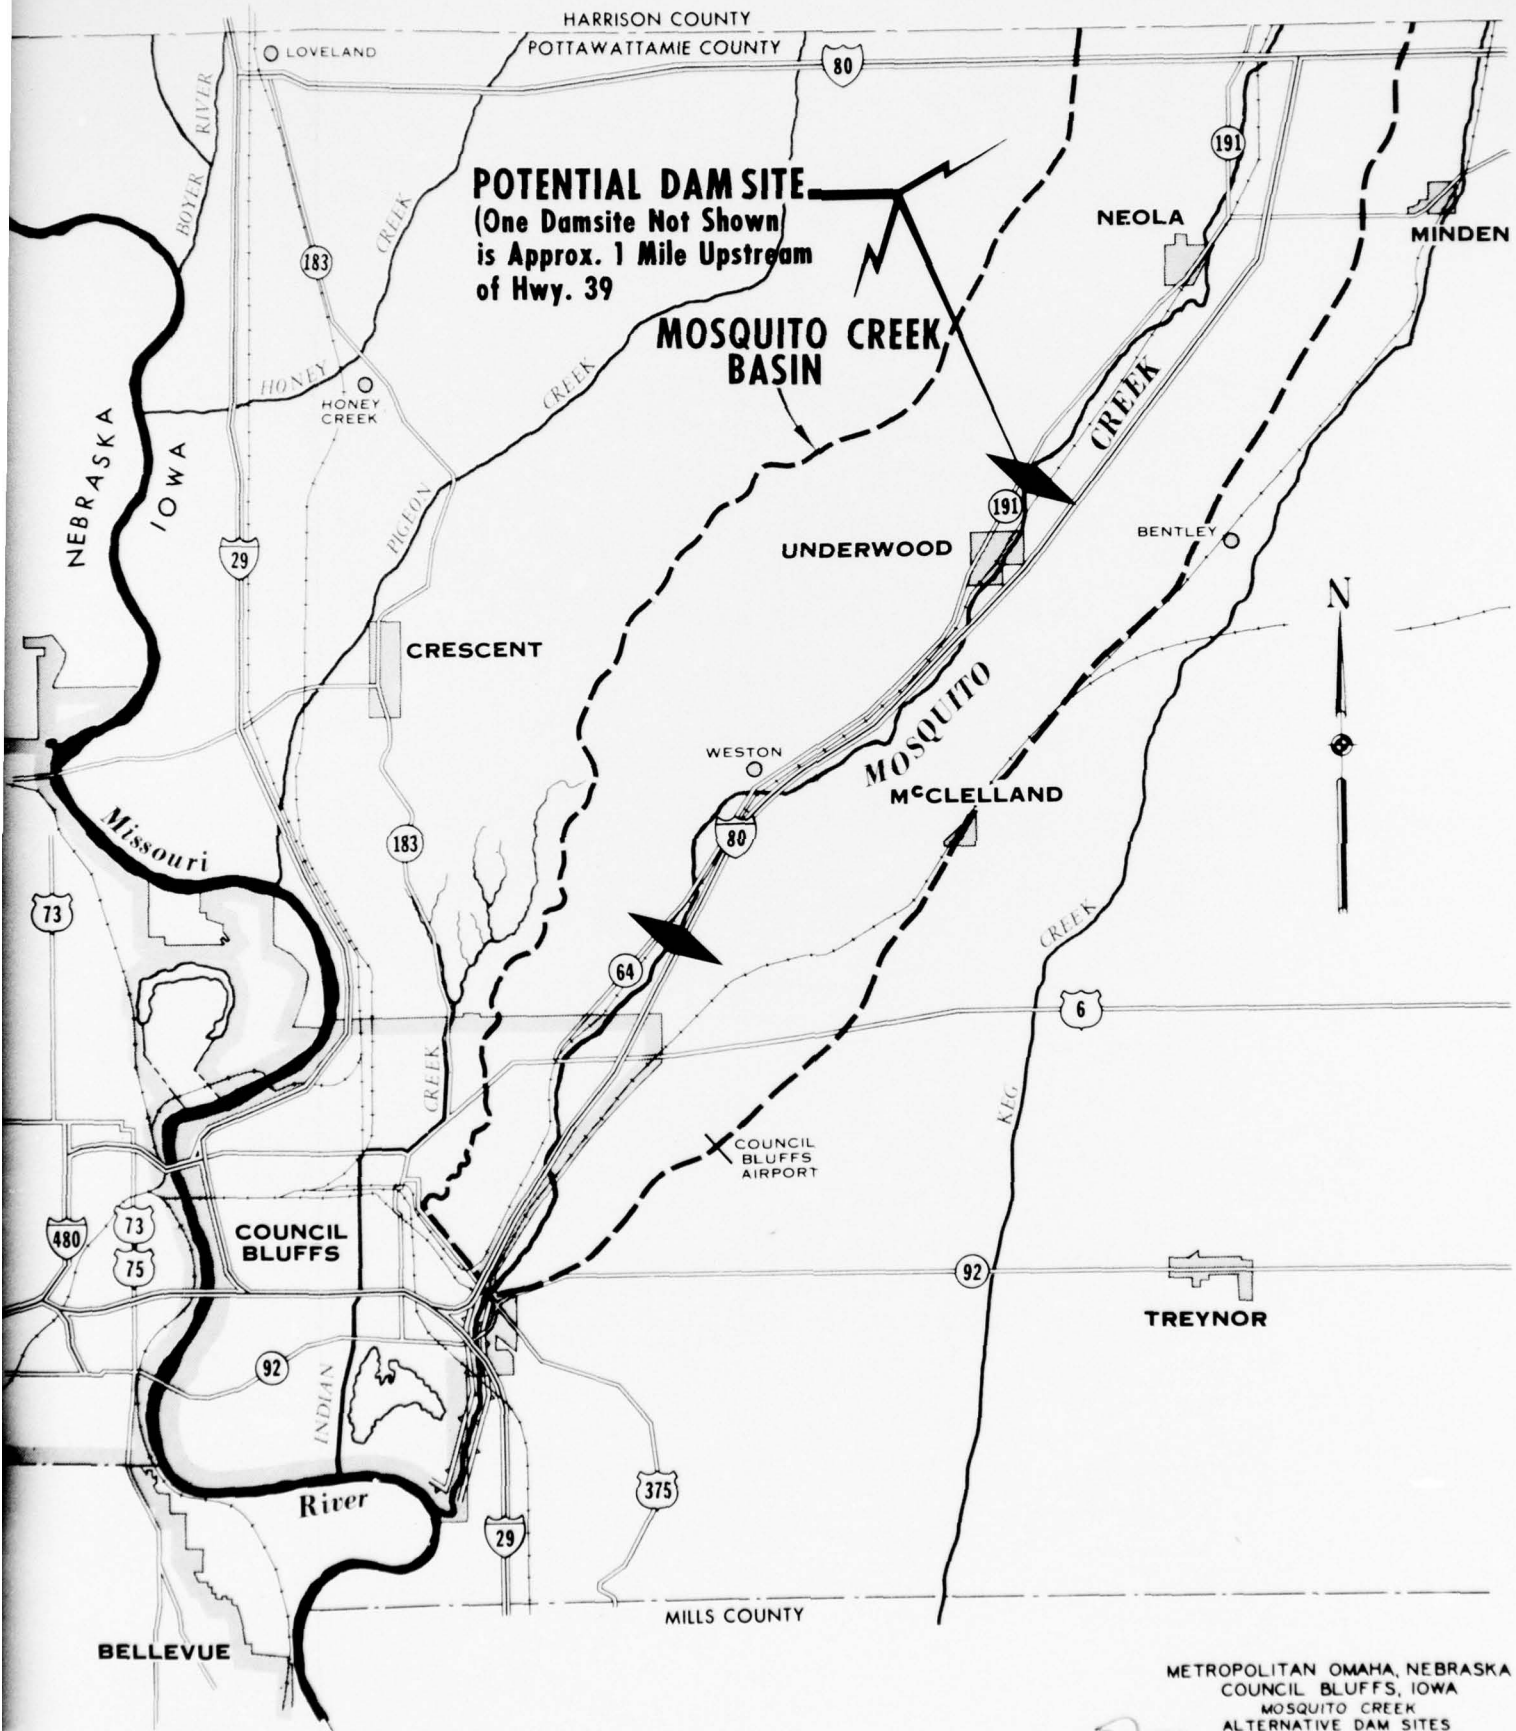 HARRISON COUNTY
POTTAWATTAMIE COUNTY
LOVELAND
80
BOYER RIVER
191
POTENTIAL DAM SITE
(One Damsite Not Shown
is Approx. 1 Mile Upstream
of Hwy. 39
183
CREEK
NEOLA
MINDEN
MOSQUITO CREEK
BASIN
HONEY
HONEY
CREEK
CREEK
CREEK
NEBRASKA
IOWA
PIGEON
191
29
UNDERWOOD
BENTLEY
N
CRESCENT
MOSQUITO
WESTON
McCLELLAND
Missouri
80
183
73
CREEK
64
6
CREEK
KEG
COUNCIL
BLUFFS
AIRPORT
480
73
75
COUNCIL
BLUFFS
92
TREYNOR
92
INDIAN
River
375
29
MILLS COUNTY
BELLEVUE
METROPOLITAN OMAHA, NEBRASKA
COUNCIL BLUFFS, IOWA
MOSQUITO CREEK
ALTERNATIVE DAM SITES